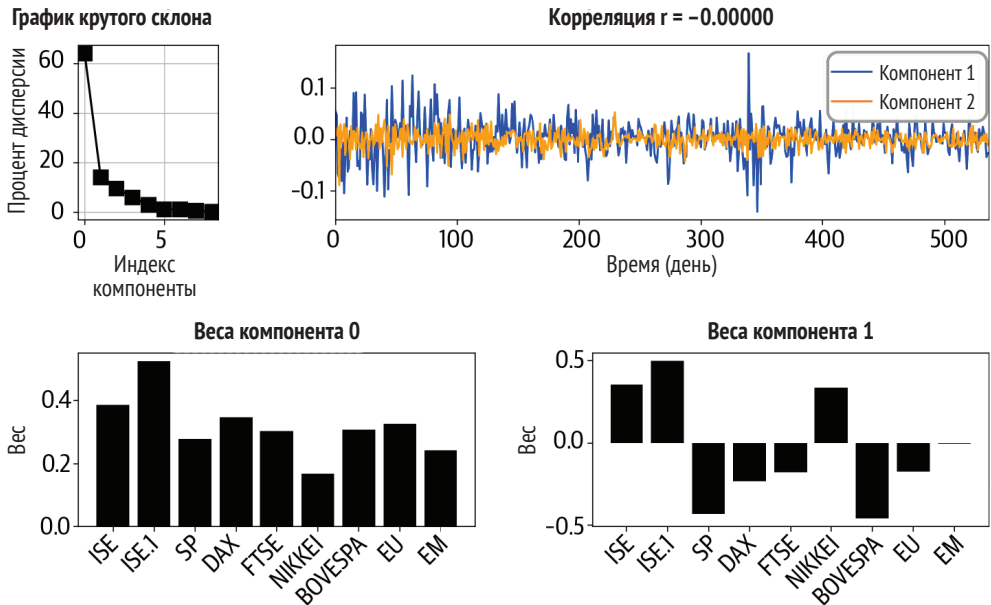 График крутого склона
Процент дисперсии
60
40
20
0
0
5
Индекс
компоненты
Корреляция r = –0.00000
0.1
0.0
–0.1
Компонент 1
Компонент 2
0
100
200
300
400
500
Время (день)
Веса компонента 0
Вес
0.4
0.2
0.0
ISE
ISE.1
SP
DAX
FTSE
NIKKEI
BOVESPA
EU
EM
Веса компонента 1
Вес
0.5
0.0
–0.5
ISE
ISE.1
SP
DAX
FTSE
NIKKEI
BOVESPA
EU
EM